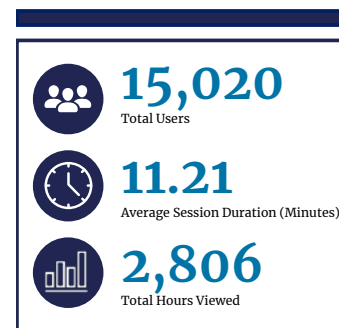 15,020
Total Users
11.21
Average Session Duration (Minutes)
2,806
Total Hours Viewed